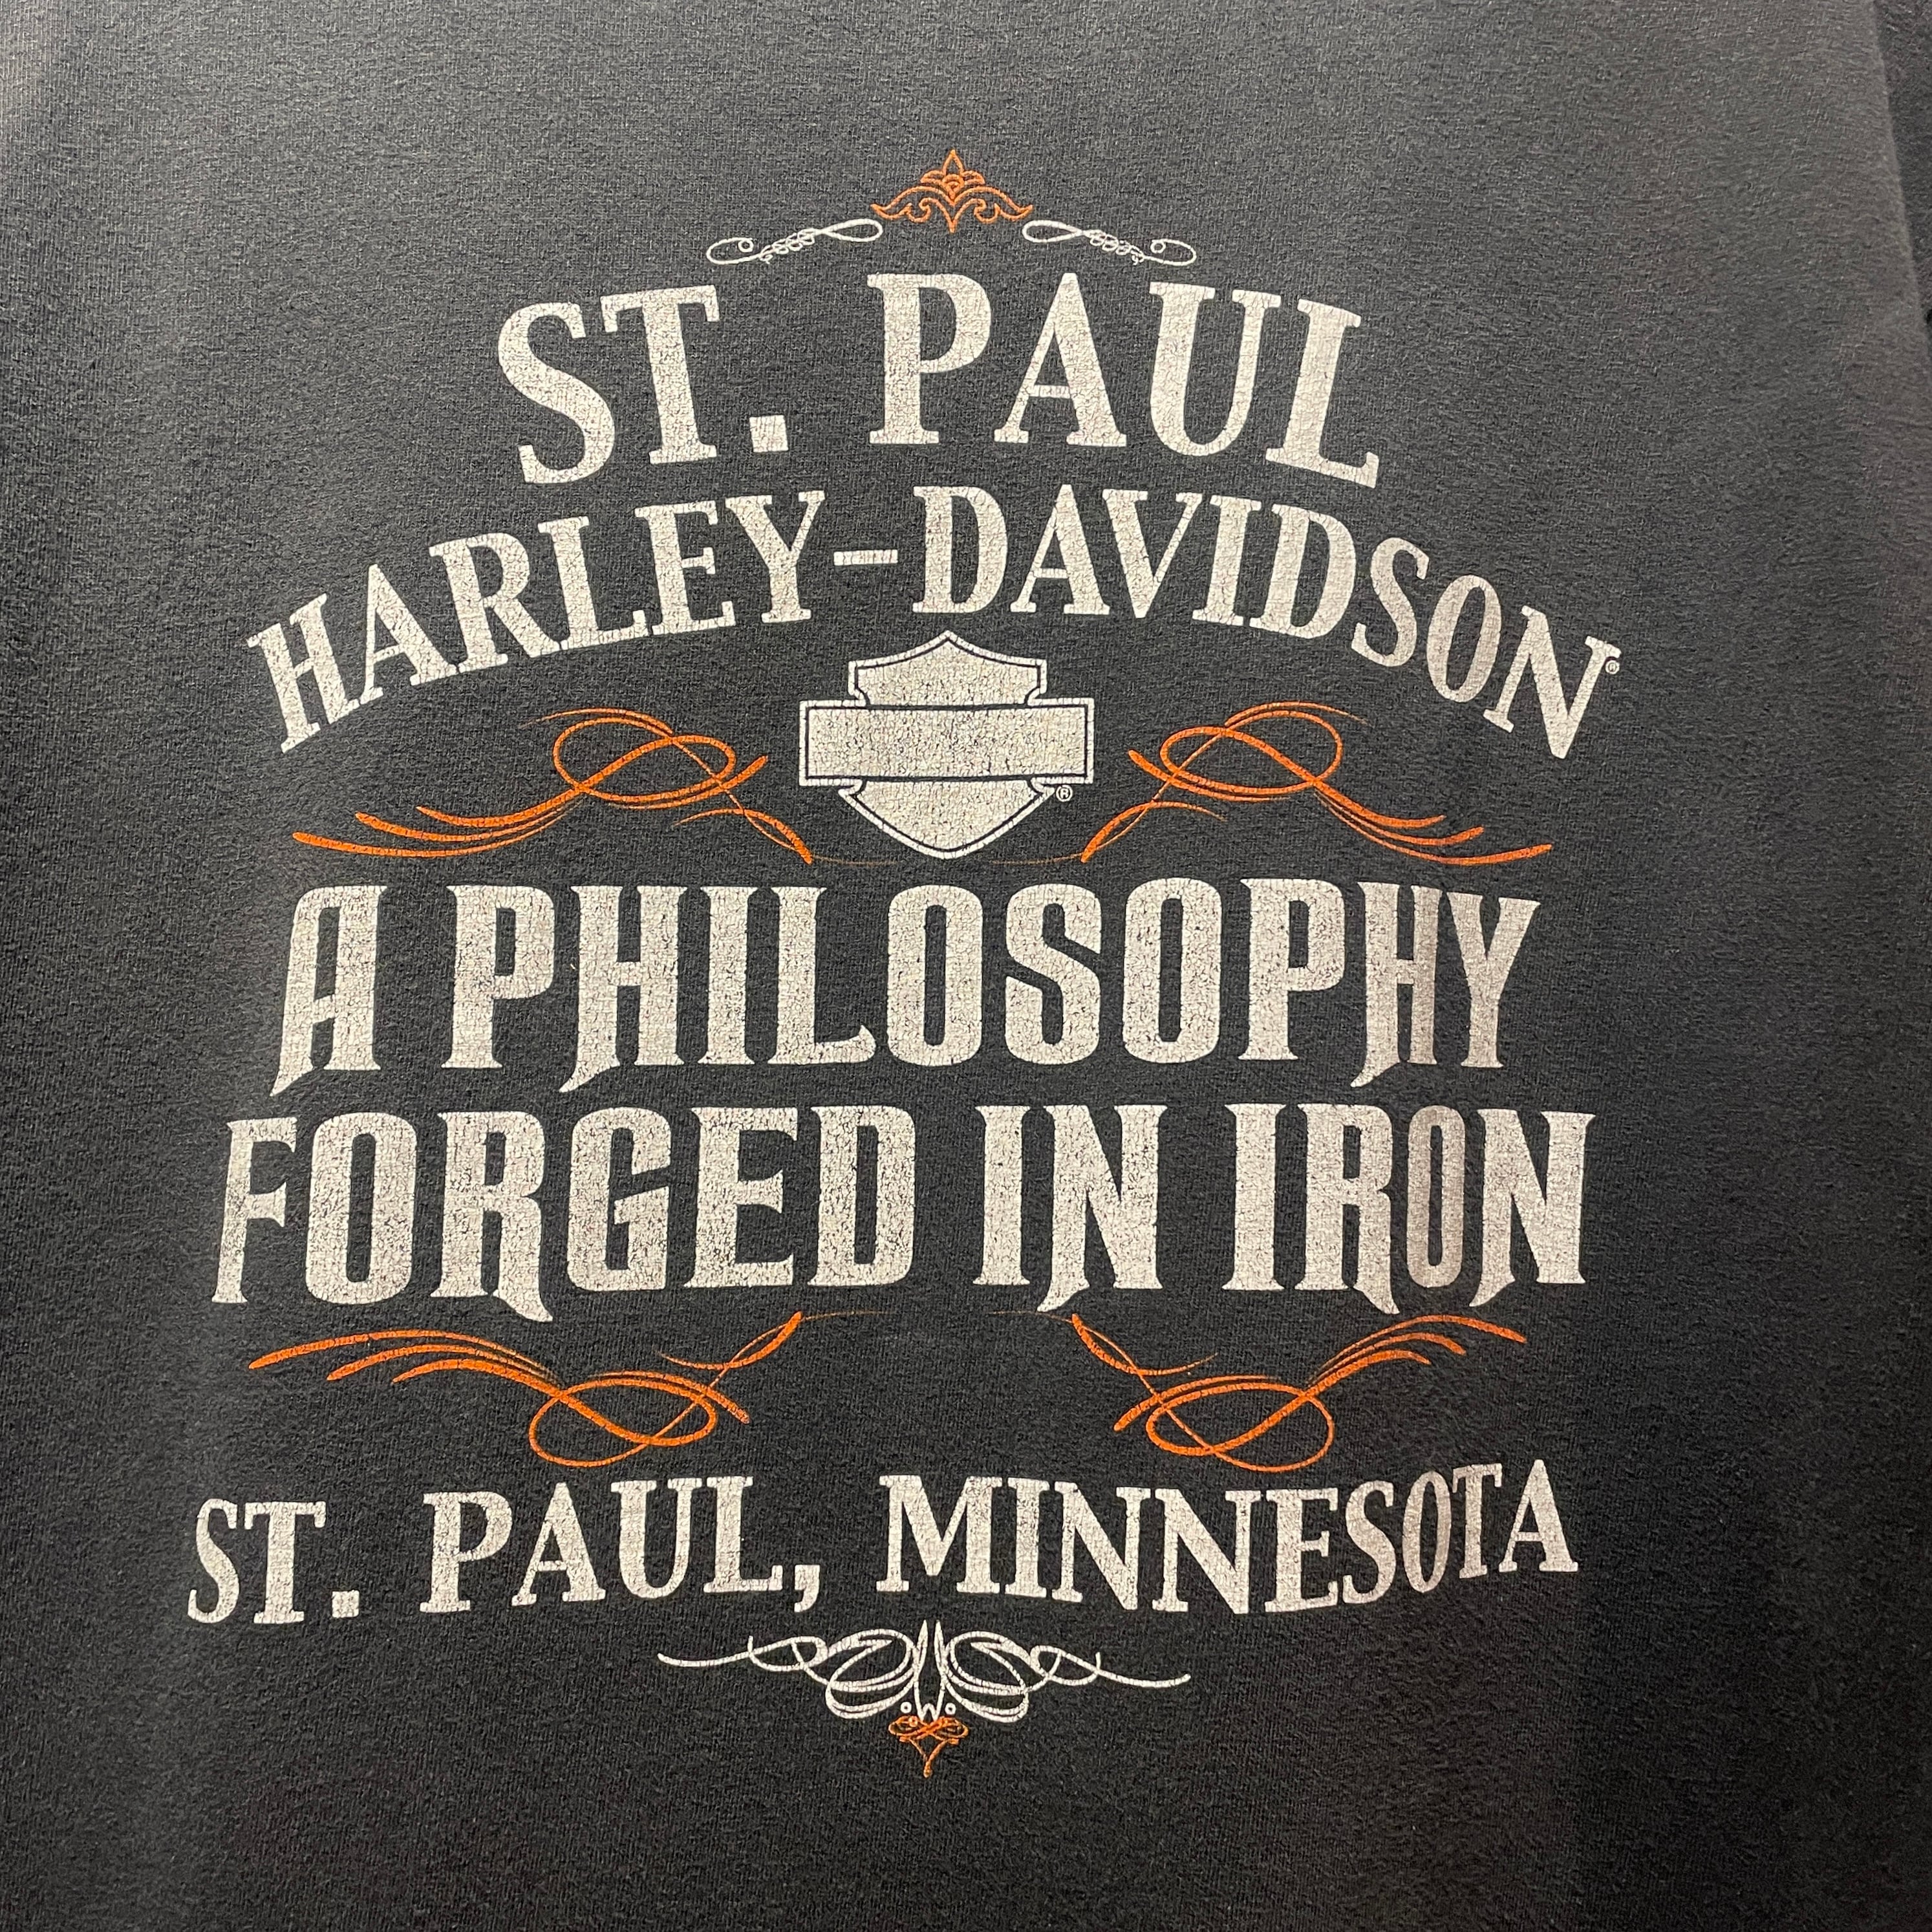 ST. PAUL
HARLEY-DAVIDSON®
®
A PHILOSOPHY
FORGED IN IRON
ST. PAUL, MINNESOTA